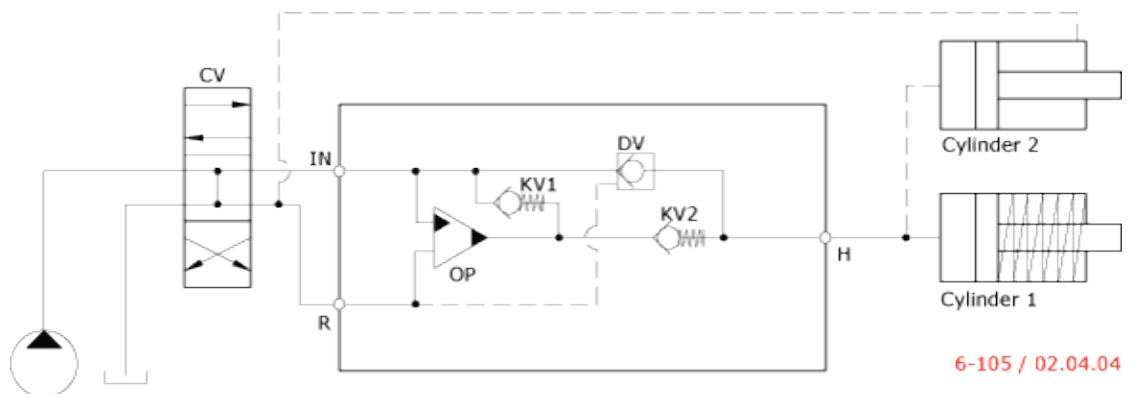 CV
IN
DV
Cylinder 2
KV1
KV2
OP
H
R
Cylinder 1
6-105 / 02.04.04